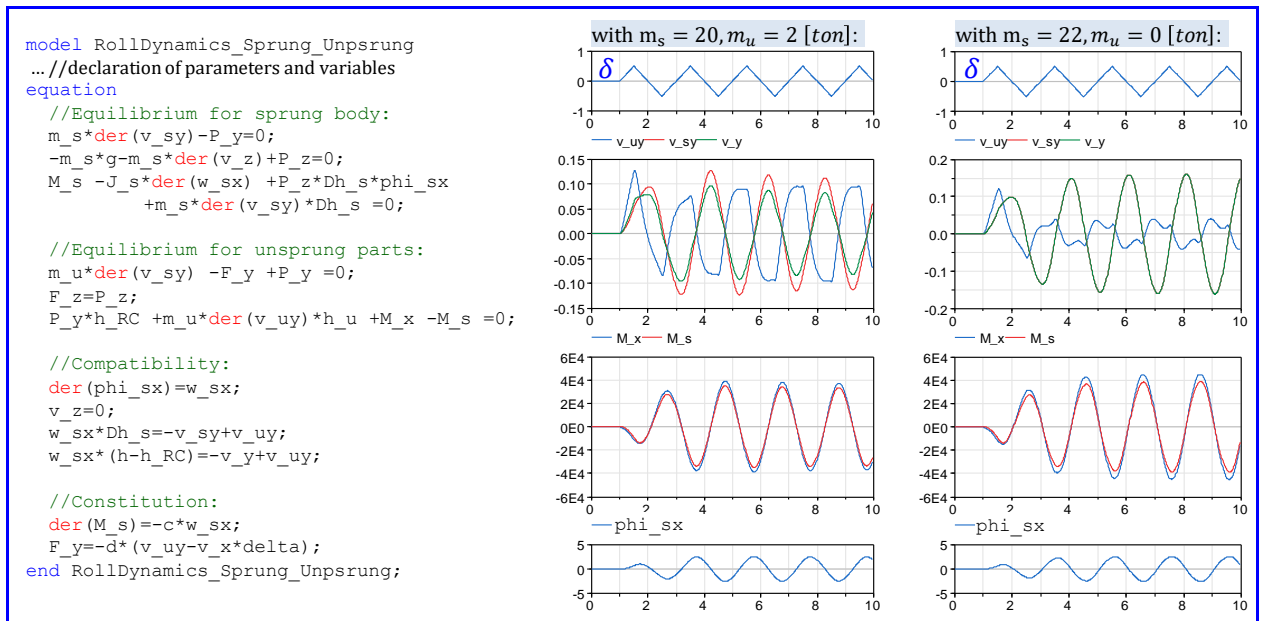 model RollDynamics_Sprung_Unpsrung
… //declaration of parameters and variables
equation
//Equilibrium for sprung body:
m_s*der(v_sy)-P_y=0;
-m_s*g-m_s*der(v_z)+P_z=0;
M_s -J_s*der(w_sx) +P_z*Dh_s*phi_sx
+m_s*der(v_sy)*Dh_s =0;
//Equilibrium for unsprung parts:
m_u*der(v_sy) -F_y +P_y =0;
F_z=P_z;
P_y*h_RC +m_u*der(v_uy)*h_u +M_x -M_s =0;
//Compatibility:
der(phi_sx)=w_sx;
v_z=0;
w_sx*Dh_s=-v_sy+v_uy;
w_sx*(h-h_RC)=-v_y+v_uy;
//Constitution:
der(M_s)=-c*w_sx;
F_y=-d*(v_uy-v_x*delta);
end RollDynamics_Sprung_Unpsrung;
with m_s = 20, m_u = 2 [ton]:
1
δ
0
-1
0 2 4 6 8 10
v_uy v_sy v_y
0.15
0.10
0.05
0.00
-0.05
-0.10
-0.15
0 2 4 6 8 10
M_x M_s
6E4
4E4
2E4
0E0
-2E4
-4E4
-6E4
0 2 4 6 8 10
phi_sx
5
0
-5
0 2 4 6 8 10
with m_s = 22, m_u = 0 [ton]:
1
δ
0
-1
0 2 4 6 8 10
v_uy v_sy v_y
0.2
0.1
0.0
-0.1
-0.2
0 2 4 6 8 10
M_x M_s
6E4
4E4
2E4
0E0
-2E4
-4E4
-6E4
0 2 4 6 8 10
phi_sx
5
0
-5
0 2 4 6 8 10